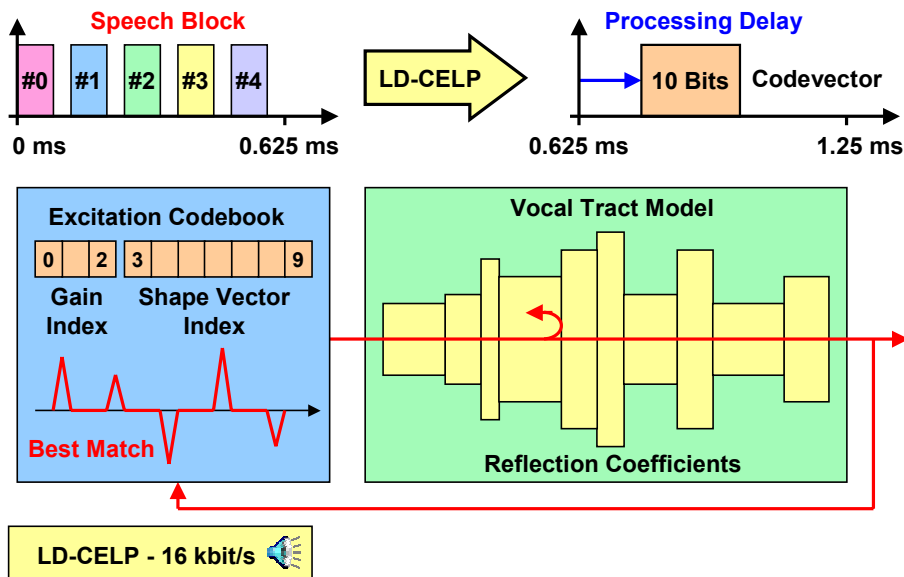 Speech Block
Processing Delay
#0 #1 #2 #3 #4
LD-CELP
10 Bits
Codevector
0 ms
0.625 ms
0.625 ms
1.25 ms
Excitation Codebook
0 2 3 9
Gain Index
Shape Vector Index
Best Match
Vocal Tract Model
Reflection Coefficients
LD-CELP - 16 kbit/s